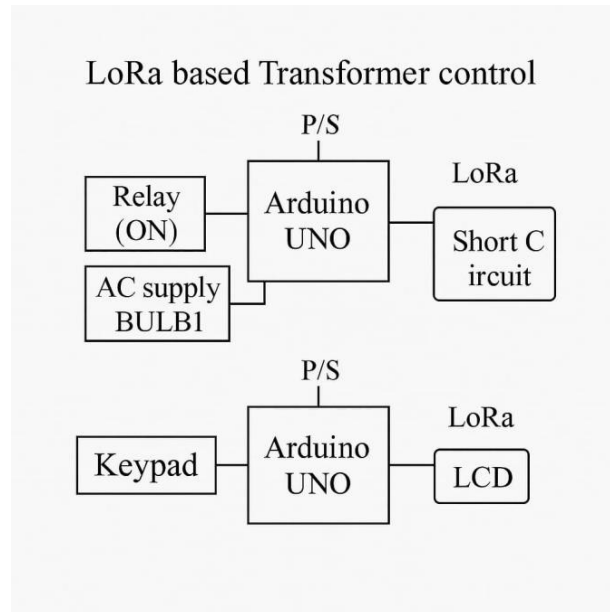 LoRa based Transformer control
P/S
Relay
(ON)
Arduino
UNO
LoRa
Short C
ircuit
AC supply
BULB1
P/S
Keypad
Arduino
UNO
LoRa
LCD